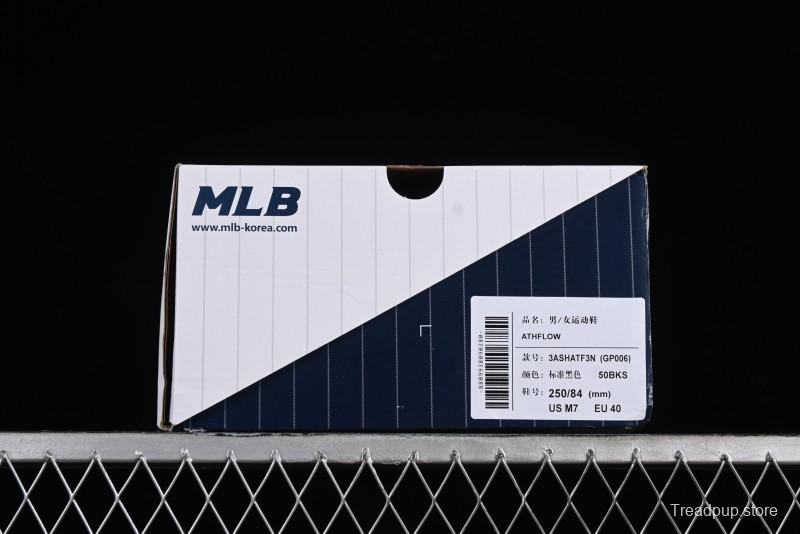 MLB
www.mlb-korea.com
品名: 男/女运动鞋
ATHFLOW
款号: 3ASHATF3N (GP006)
颜色: 标准黑色 50BKS
鞋号: 250/84 (mm)
US M7 EU 40
Treadpup.store